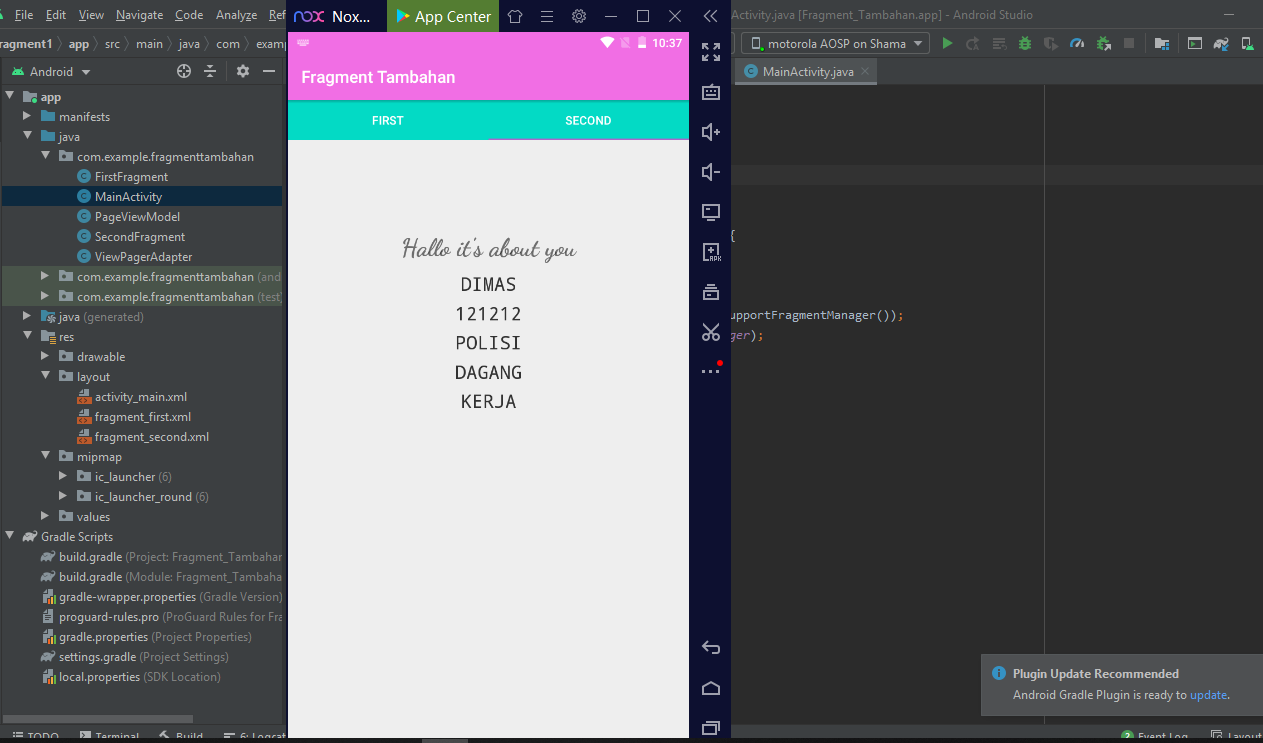 File Edit View Navigate Code Analyze Ref
nox Nox...
App Center
Activity.java [Fragment_Tambahan.app] - Android Studio
ragment1 app src main java com examp
motorola AOSP on Shama
Android
MainActivity.java
app
manifests
java
com.example.fragmenttambahan
FirstFragment
MainActivity
PageViewModel
SecondFragment
ViewPagerAdapter
com.example.fragmenttambahan (and
com.example.fragmenttambahan (test)
java (generated)
res
drawable
layout
activity_main.xml
fragment_first.xml
fragment_second.xml
mipmap
ic_launcher (6)
ic_launcher_round (6)
values
Gradle Scripts
build.gradle (Project: Fragment_Tambahan
build.gradle (Module: Fragment_Tambaha
gradle-wrapper.properties (Gradle Version)
proguard-rules.pro (ProGuard Rules for Fra
gradle.properties (Project Properties)
settings.gradle (Project Settings)
local.properties (SDK Location)
TODO Terminal Build 6: Logcat
10:37
Fragment Tambahan
FIRST SECOND
Hallo it's about you
DIMAS
121212
POLISI
DAGANG
KERJA
APK
{
upportFragmentManager());
ger);
Plugin Update Recommended
Android Gradle Plugin is ready to update.
2 Event Log Layout